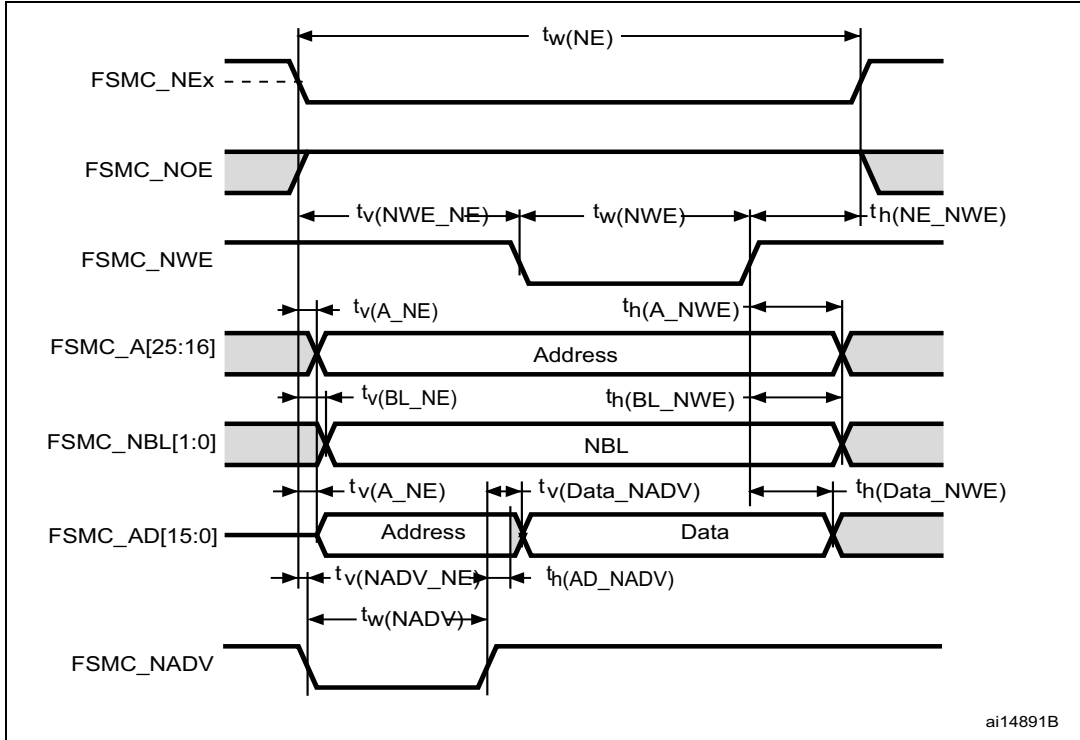 tw(NE)
FSMC_NEx
FSMC_NOE
tv(NWE_NE) tw(NWE) th(NE_NWE)
FSMC_NWE
tv(A_NE) th(A_NWE)
FSMC_A[25:16] Address
tv(BL_NE) th(BL_NWE)
FSMC_NBL[1:0] NBL
tv(A_NE) tv(Data_NADV) th(Data_NWE)
FSMC_AD[15:0] Address Data
tv(NADV_NE) th(AD_NADV)
tw(NADV)
FSMC_NADV
ai14891B